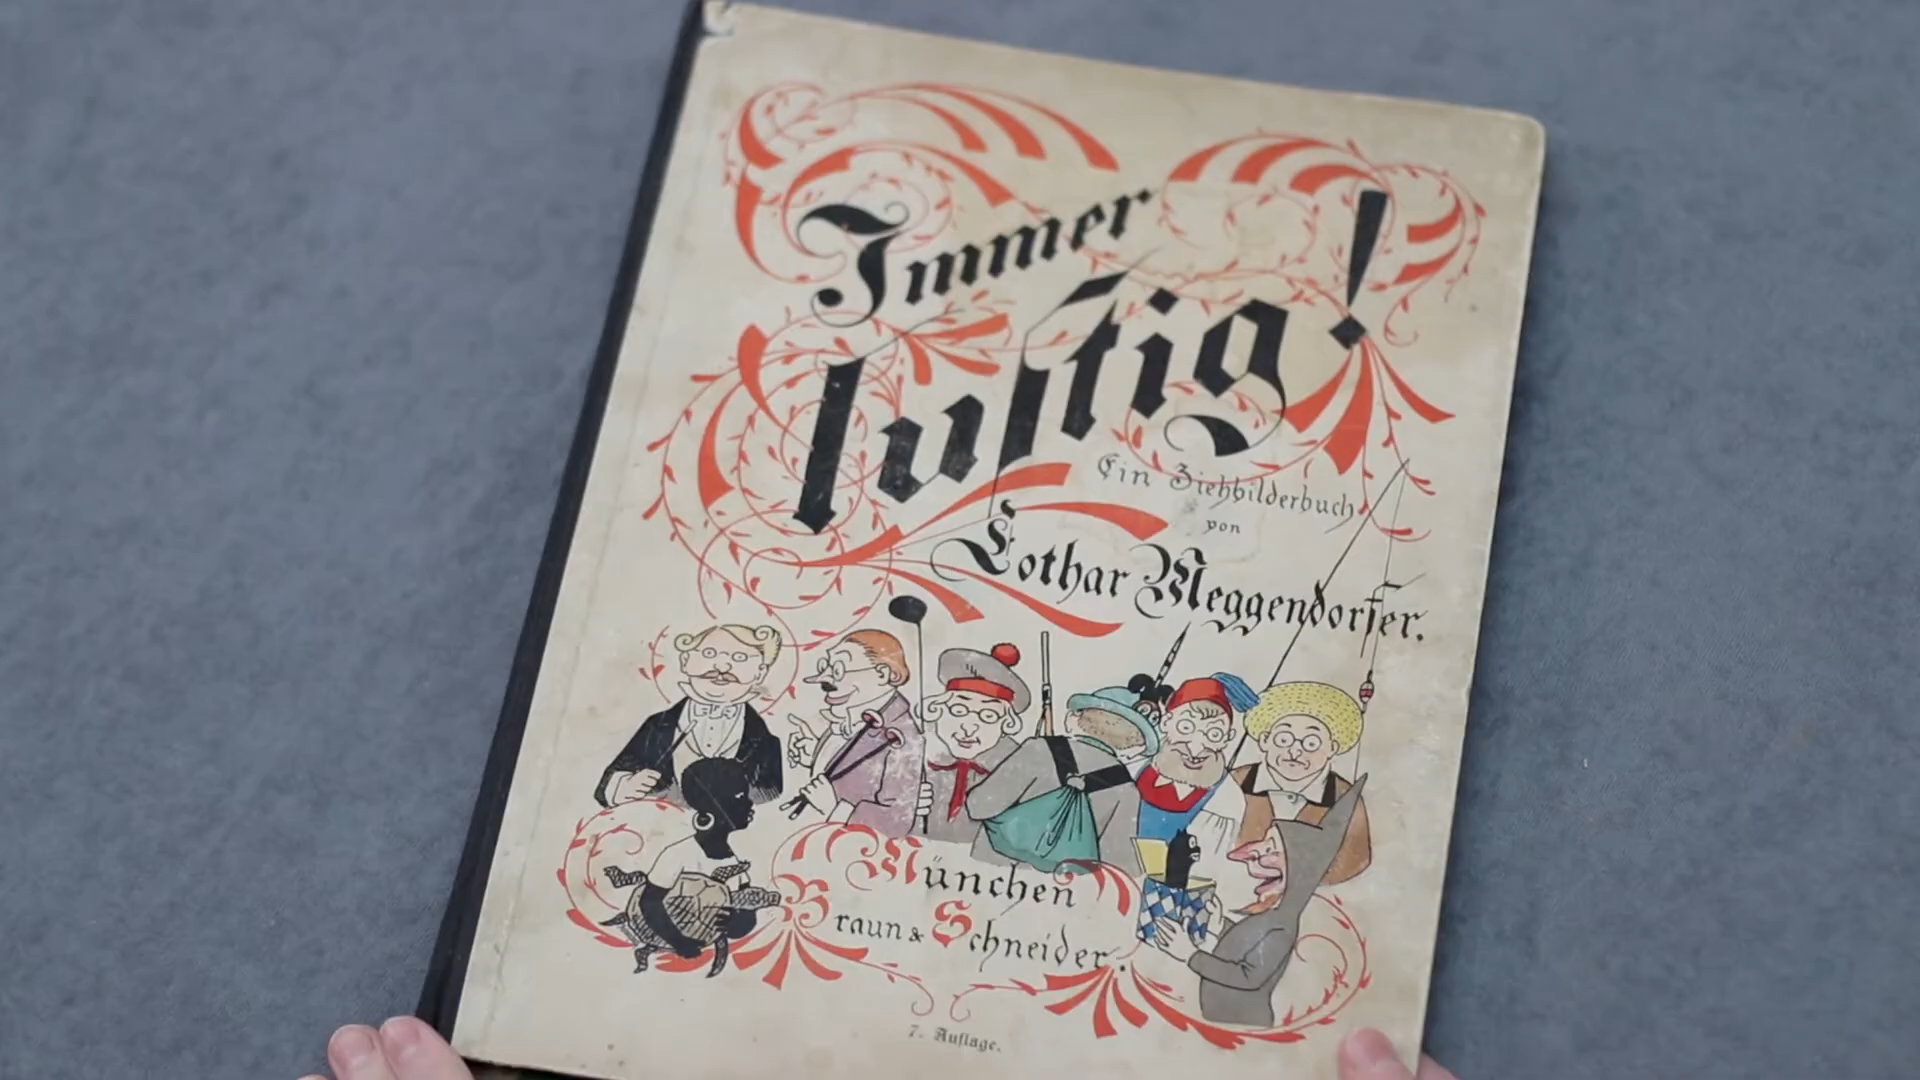 Immer
lustig!
Ein Ziehbilderbuch
von
Lothar Meggendorfer.
München
Braun & Schneider.
7. Auflage.